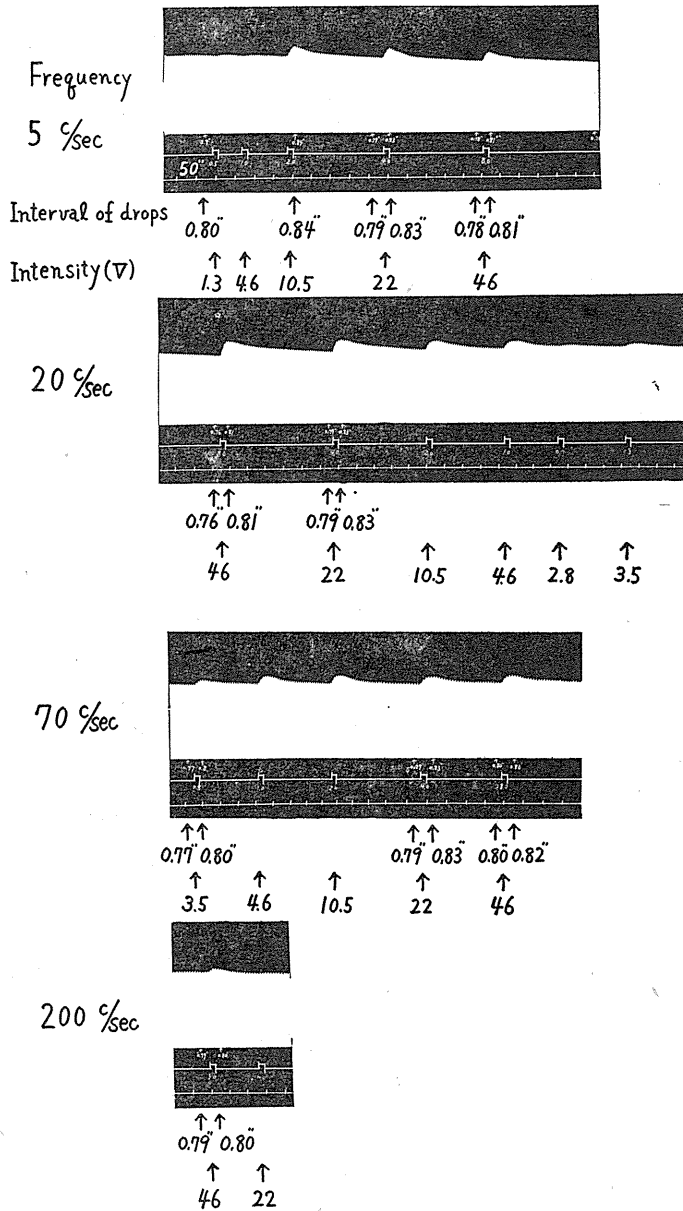 Frequency
5 c/sec
50"
Interval of drops 0.80" 0.84" 0.79" 0.83" 0.78" 0.81"
Intensity (V) 1.3 4.6 10.5 22 46
20 c/sec
0.76" 0.81" 0.79" 0.83"
46 22 10.5 4.6 2.8 3.5
70 c/sec
0.77" 0.80" 0.79" 0.83" 0.80" 0.82"
3.5 4.6 10.5 22 46
200 c/sec
0.79" 0.80"
46 22